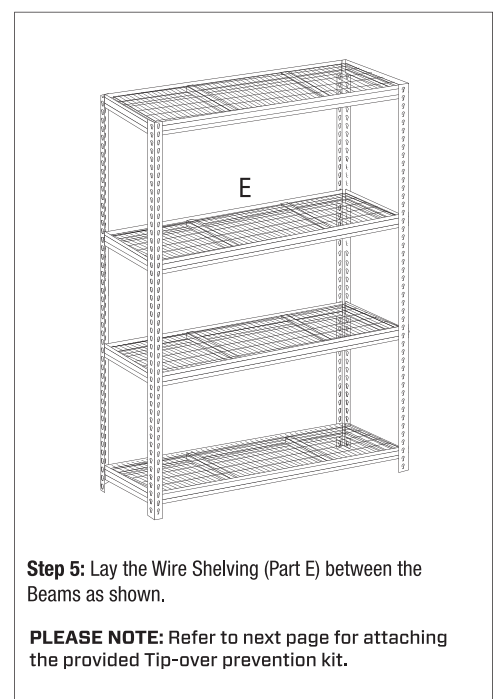 E
Step 5: Lay the Wire Shelving (Part E) between the
Beams as shown.
PLEASE NOTE: Refer to next page for attaching
the provided Tip-over prevention kit.